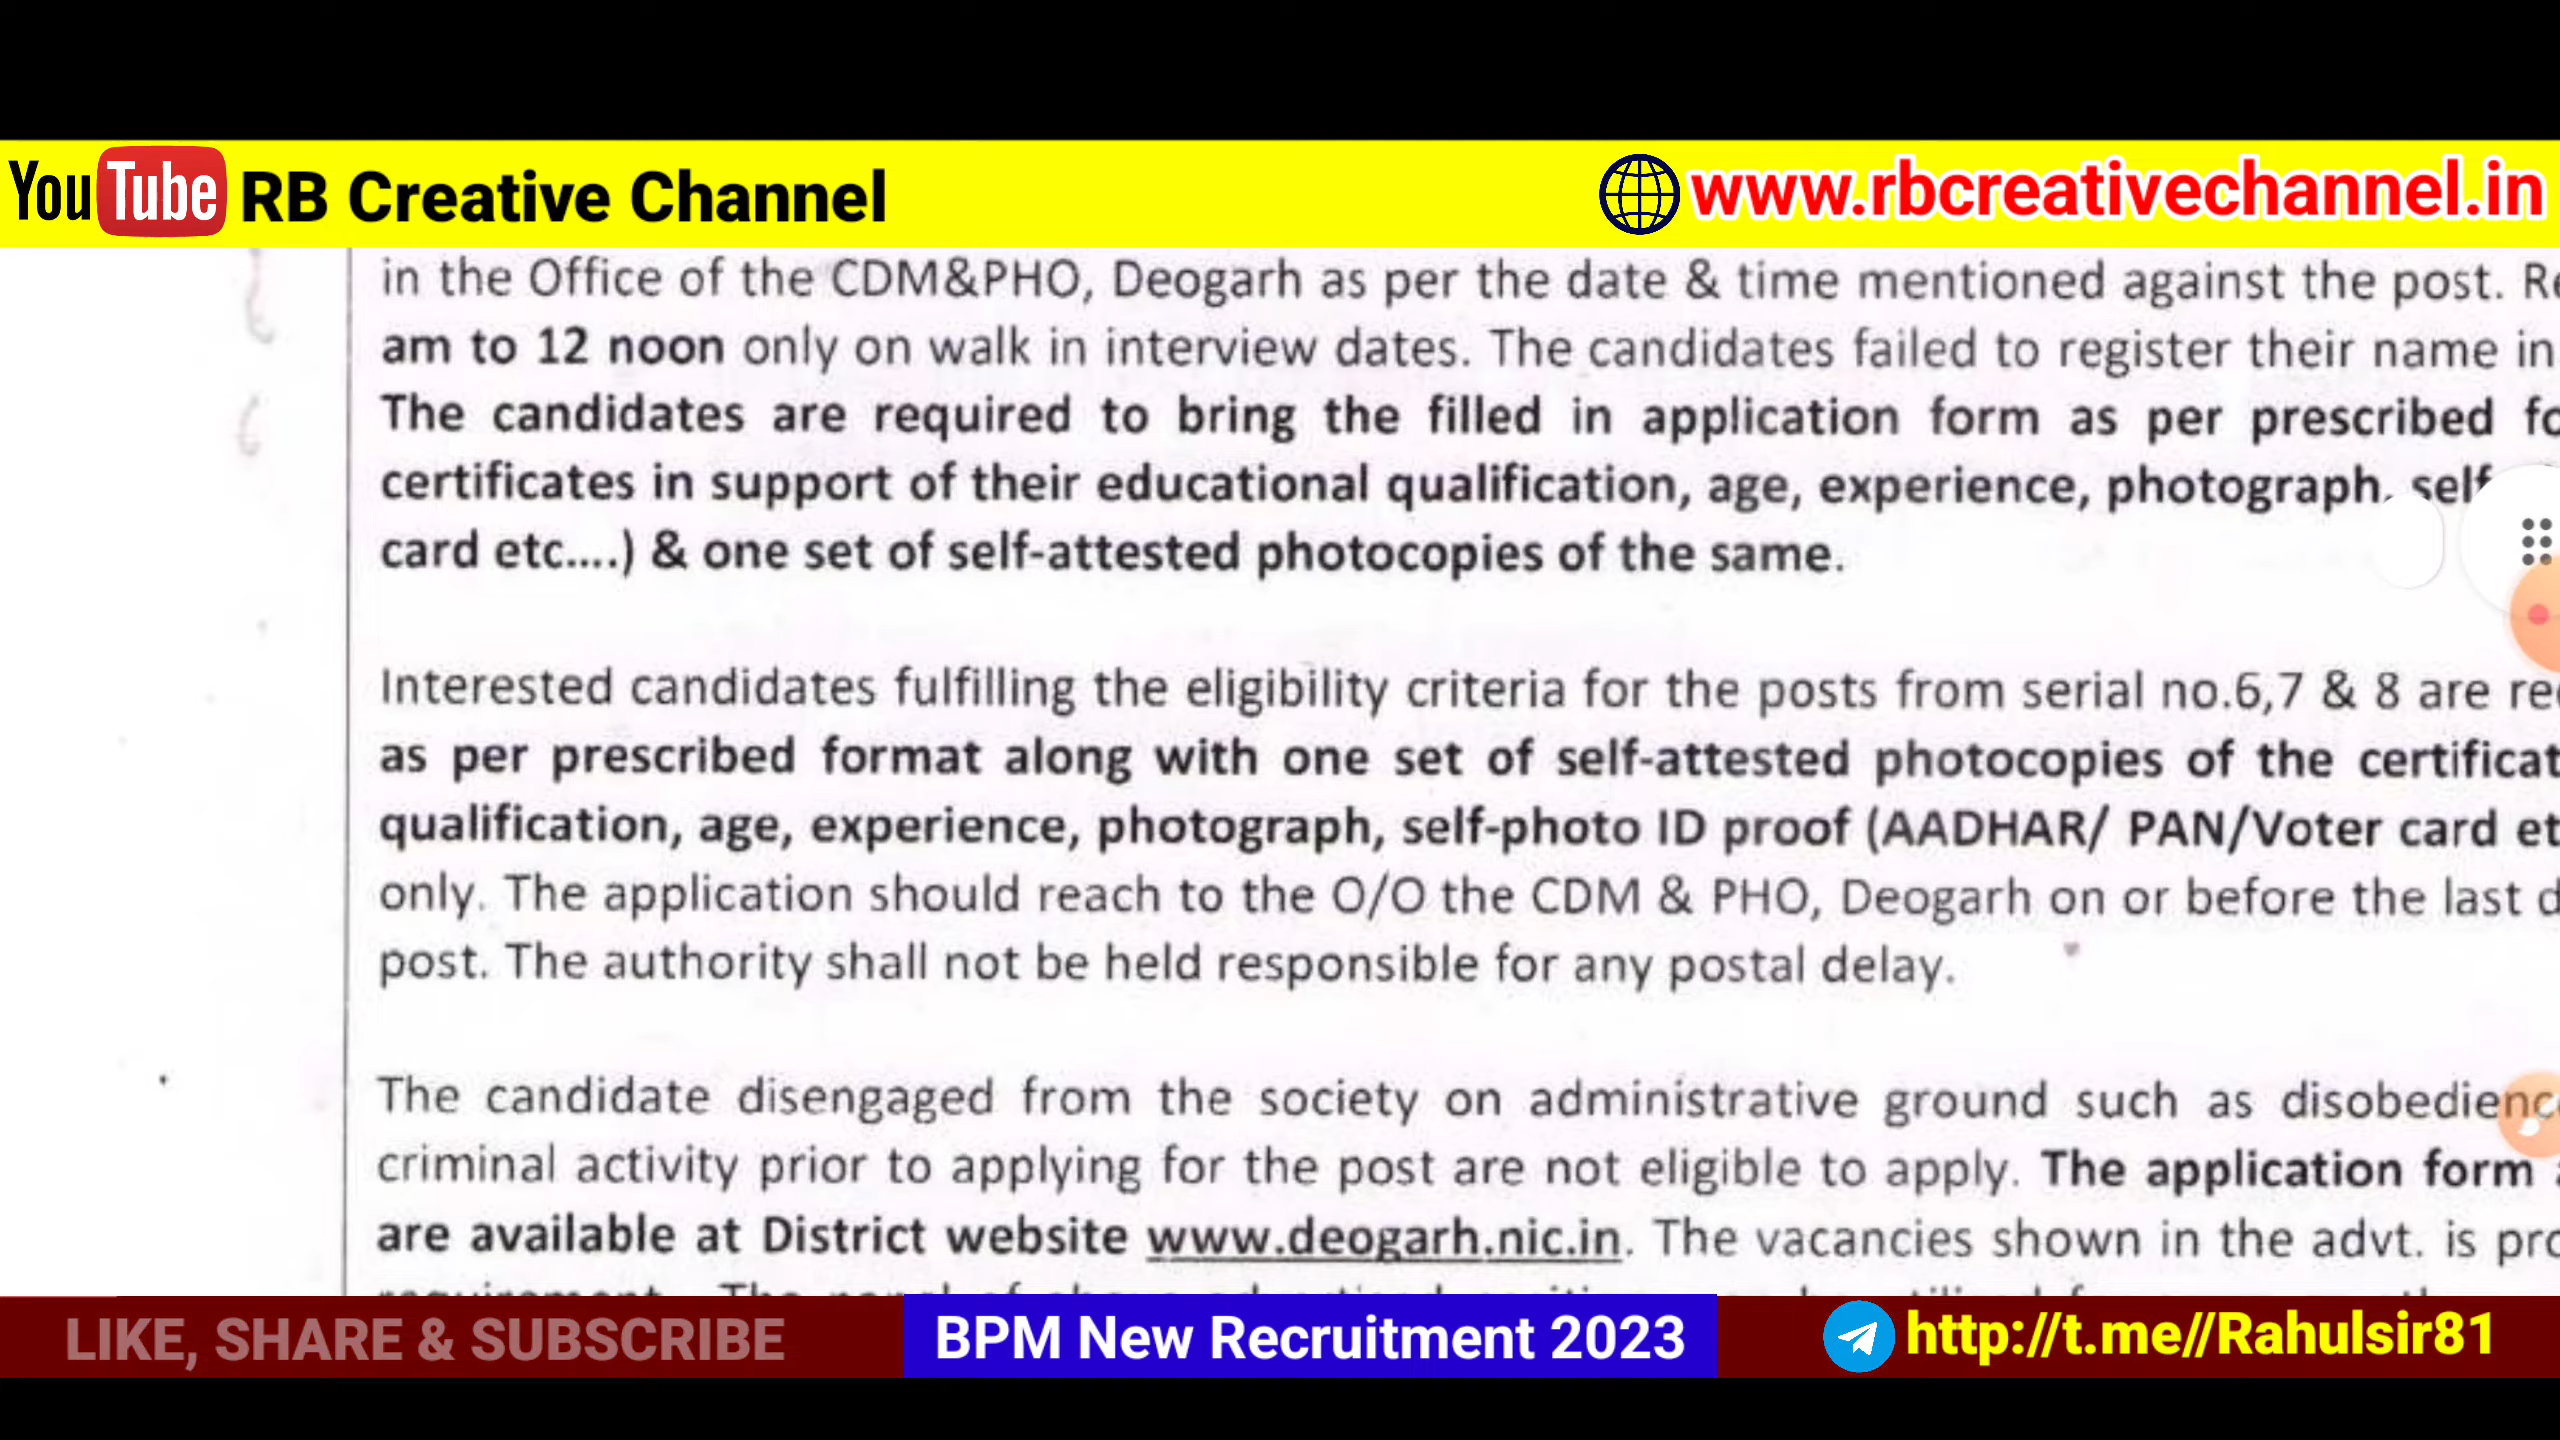 YouTube RB Creative Channel
www.rbcreativechannel.in
in the Office of the CDM&PHO, Deogarh as per the date & time mentioned against the post.
am to 12 noon only on walk in interview dates. The candidates failed to register their name in
The candidates are required to bring the filled in application form as per prescribed
certificates in support of their educational qualification, age, experience, photograph, self
card etc....) & one set of self-attested photocopies of the same.
Interested candidates fulfilling the eligibility criteria for the posts from serial no.6,7 & 8 are
as per prescribed format along with one set of self-attested photocopies of the certificat
qualification, age, experience, photograph, self-photo ID proof (AADHAR/ PAN/Voter card et
only. The application should reach to the O/O the CDM & PHO, Deogarh on or before the last
post. The authority shall not be held responsible for any postal delay.
The candidate disengaged from the society on administrative ground such as disobedienc
criminal activity prior to applying for the post are not eligible to apply. The application form
are available at District website www.deogarh.nic.in. The vacancies shown in the advt. is pro
LIKE, SHARE & SUBSCRIBE
BPM New Recruitment 2023
http://t.me//Rahulsir81